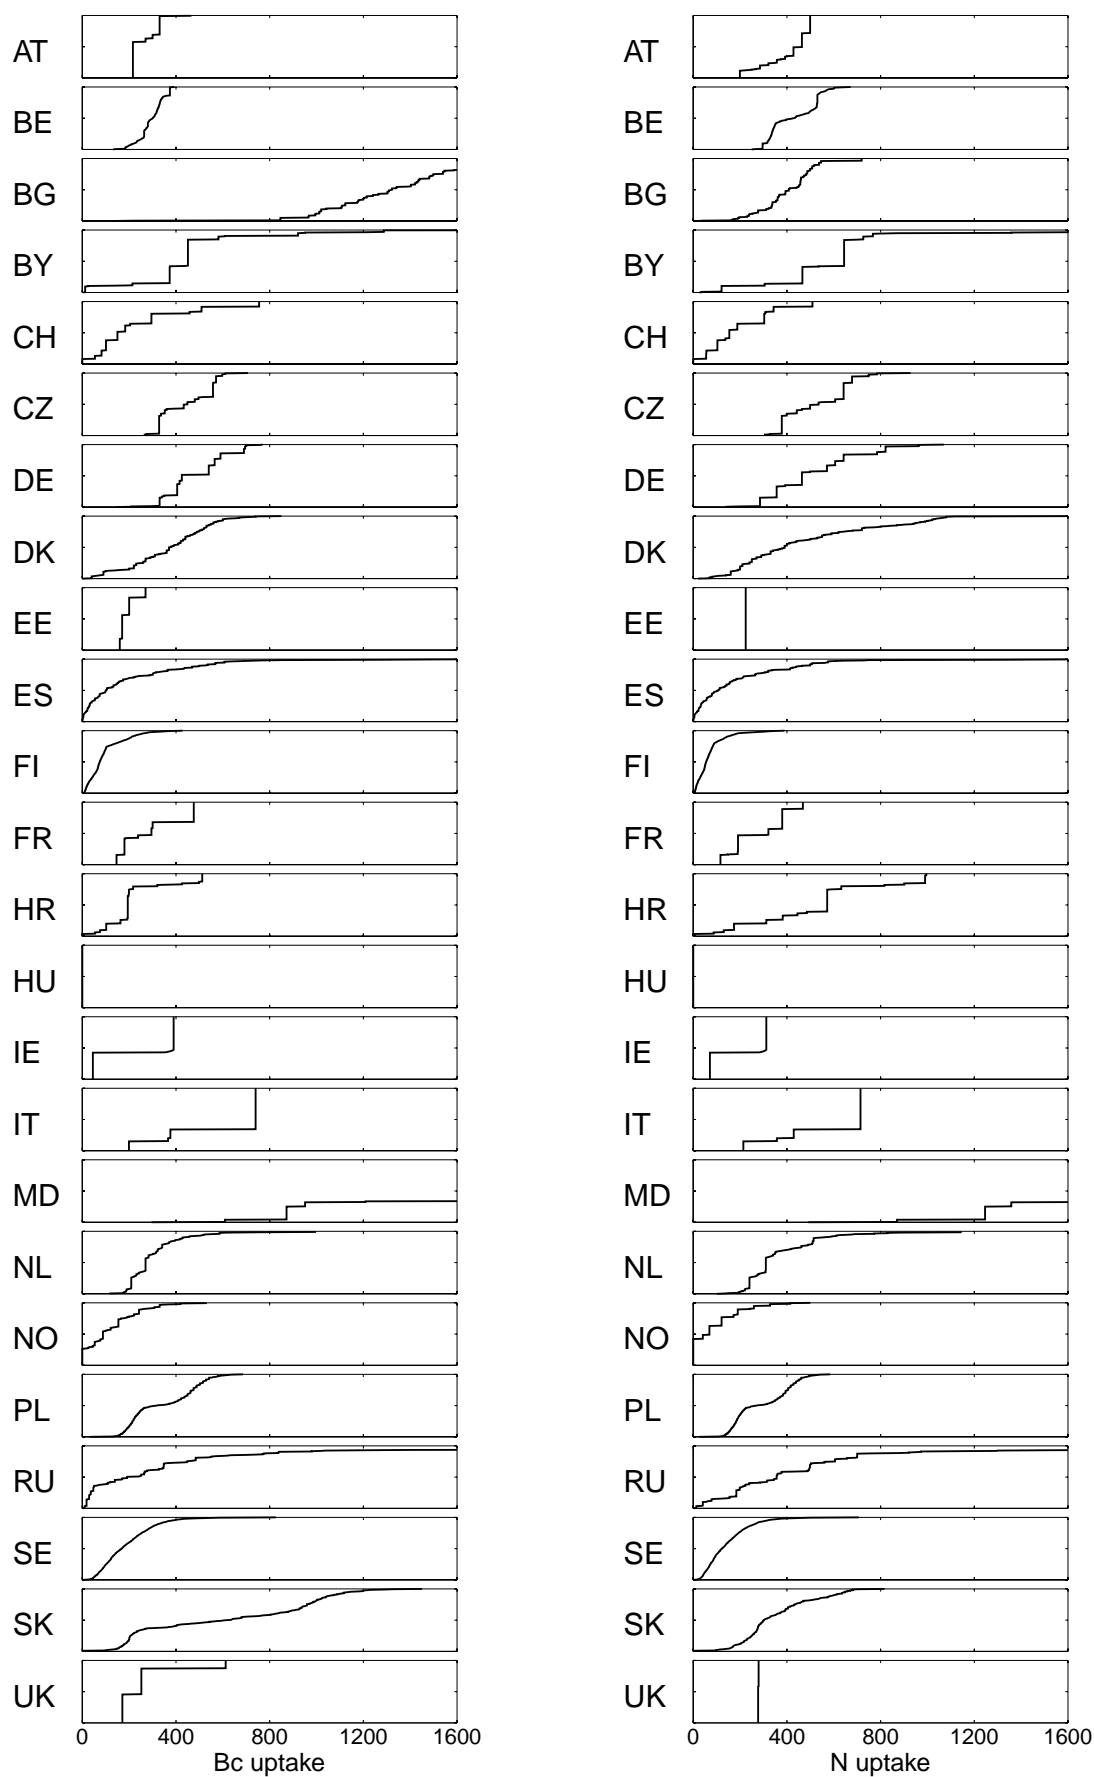 AT AT
BE BE
BG BG
BY BY
CH CH
CZ CZ
DE DE
DK DK
EE EE
ES ES
FI FI
FR FR
HR HR
HU HU
IE IE
IT IT
MD MD
NL NL
NO NO
PL PL
RU RU
SE SE
SK SK
UK UK
0 400 800 1200 1600 0 400 800 1200 1600
Bc uptake N uptake